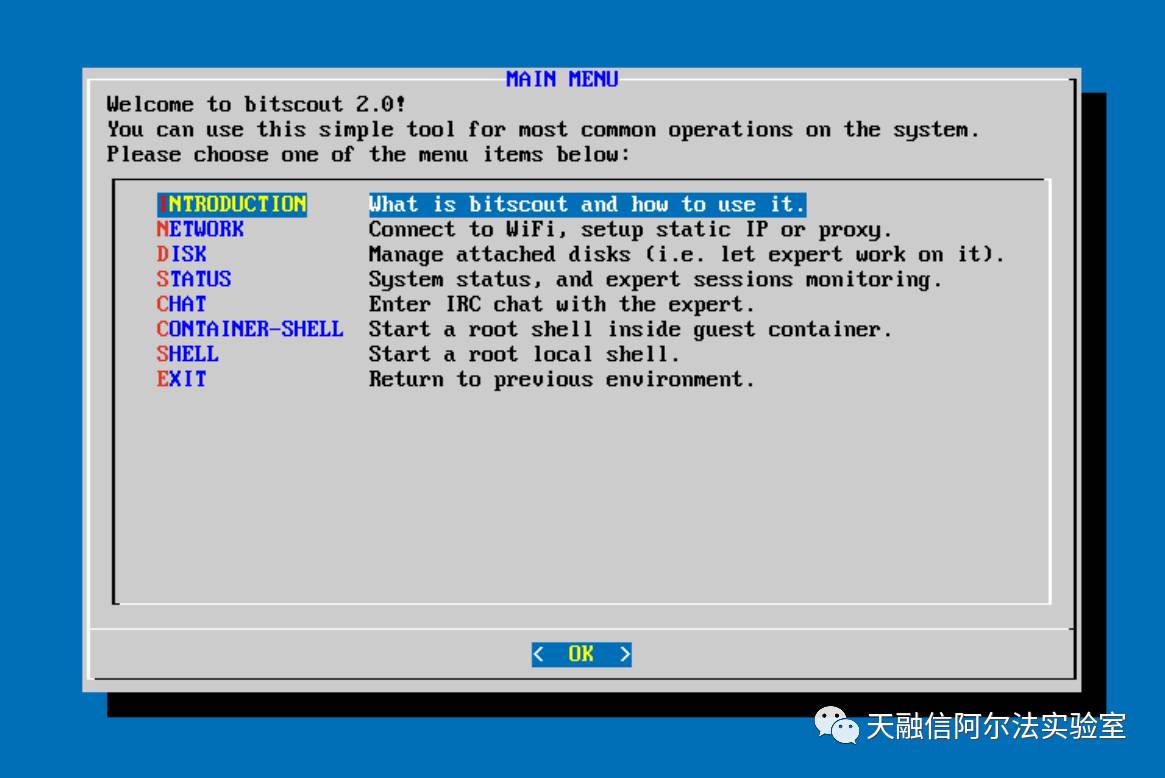 MAIN MENU
Welcome to bitscout 2.0!
You can use this simple tool for most common operations on the system.
Please choose one of the menu items below:
INTRODUCTION What is bitscout and how to use it.
NETWORK Connect to WiFi, setup static IP or proxy.
DISK Manage attached disks (i.e. let expert work on it).
STATUS System status, and expert sessions monitoring.
CHAT Enter IRC chat with the expert.
CONTAINER-SHELL Start a root shell inside guest container.
SHELL Start a root local shell.
EXIT Return to previous environment.
< OK >
天融信阿尔法实验室